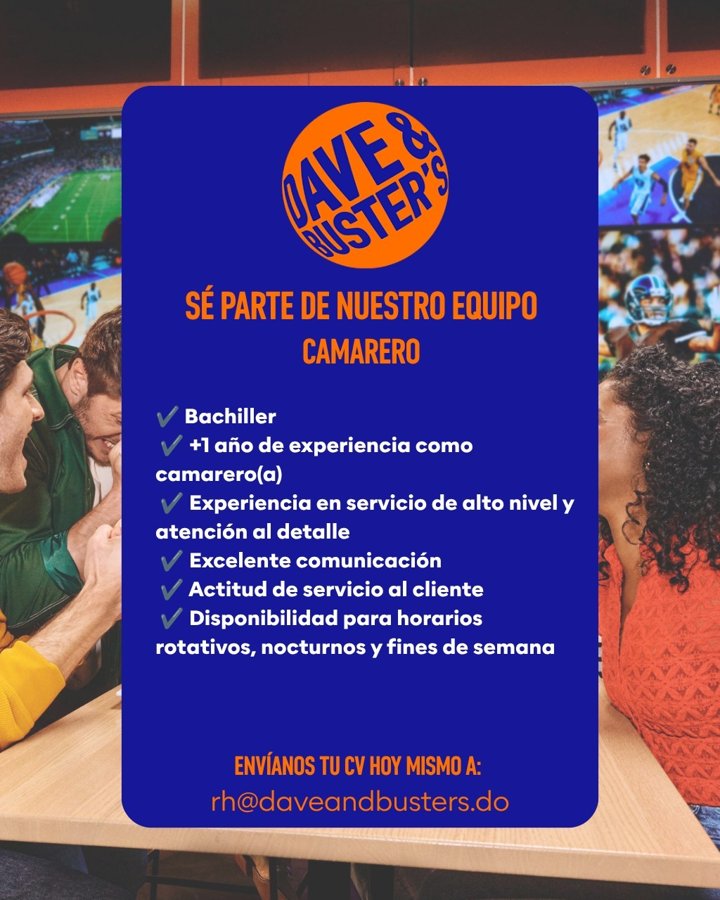 DAVE &
BUSTER'S
SÉ PARTE DE NUESTRO EQUIPO
CAMARERO
✔️ Bachiller
✔️ +1 año de experiencia como
camarero(a)
✔️ Experiencia en servicio de alto nivel y
atención al detalle
✔️ Excelente comunicación
✔️ Actitud de servicio al cliente
✔️ Disponibilidad para horarios
rotativos, nocturnos y fines de semana
ENVÍANOS TU CV HOY MISMO A:
rh@daveandbusters.do